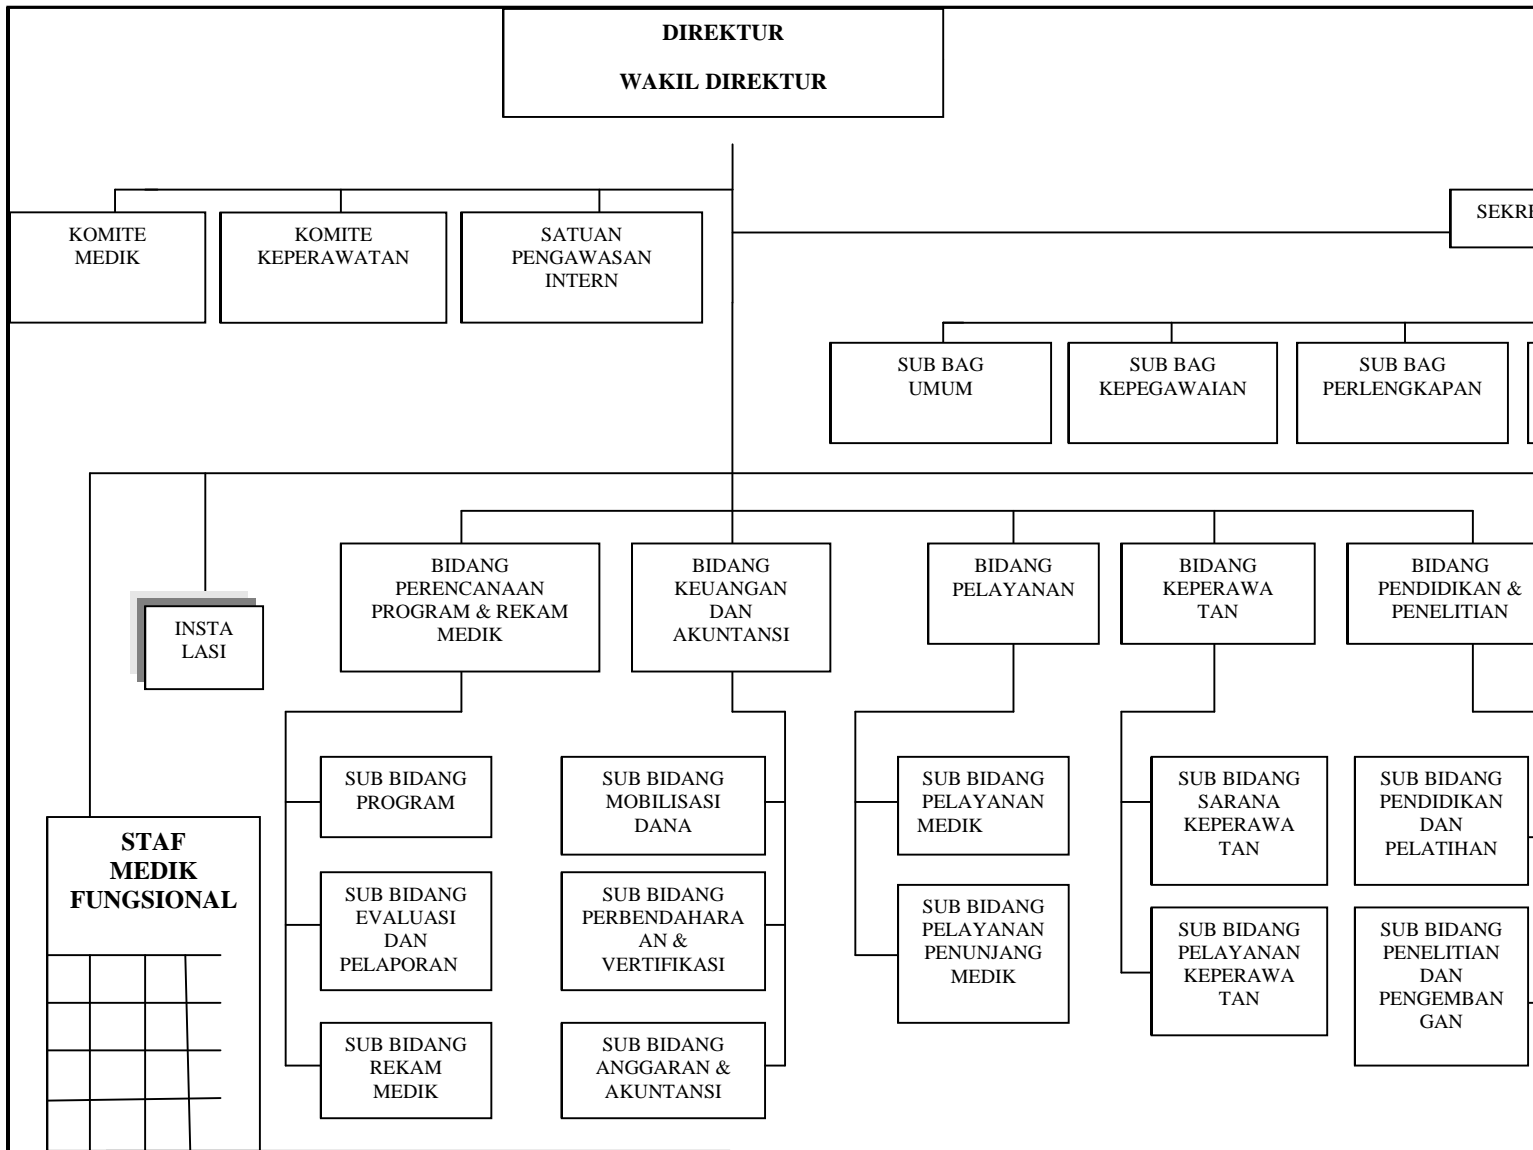 DIREKTUR
WAKIL DIREKTUR
KOMITE
MEDIK
KOMITE
KEPERAWATAN
SATUAN
PENGAWASAN
INTERN
SEKRE
SUB BAG
UMUM
SUB BAG
KEPEGAWAIAN
SUB BAG
PERLENGKAPAN
BIDANG
PERENCANAAN
PROGRAM & REKAM
MEDIK
BIDANG
KEUANGAN
DAN
AKUNTANSI
BIDANG
PELAYANAN
BIDANG
KEPERAWA
TAN
BIDANG
PENDIDIKAN &
PENELITIAN
INSTA
LASI
SUB BIDANG
PROGRAM
SUB BIDANG
MOBILISASI
DANA
SUB BIDANG
PELAYANAN
MEDIK
SUB BIDANG
SARANA
KEPERAWA
TAN
SUB BIDANG
PENDIDIKAN
DAN
PELATIHAN
STAF
MEDIK
FUNGSIONAL
SUB BIDANG
EVALUASI
DAN
PELAPORAN
SUB BIDANG
PERBENDAHARA
AN &
VERTIFIKASI
SUB BIDANG
PELAYANAN
PENUNJANG
MEDIK
SUB BIDANG
PELAYANAN
KEPERAWA
TAN
SUB BIDANG
PENELITIAN
DAN
PENGEMBAN
GAN
SUB BIDANG
REKAM
MEDIK
SUB BIDANG
ANGGARAN &
AKUNTANSI